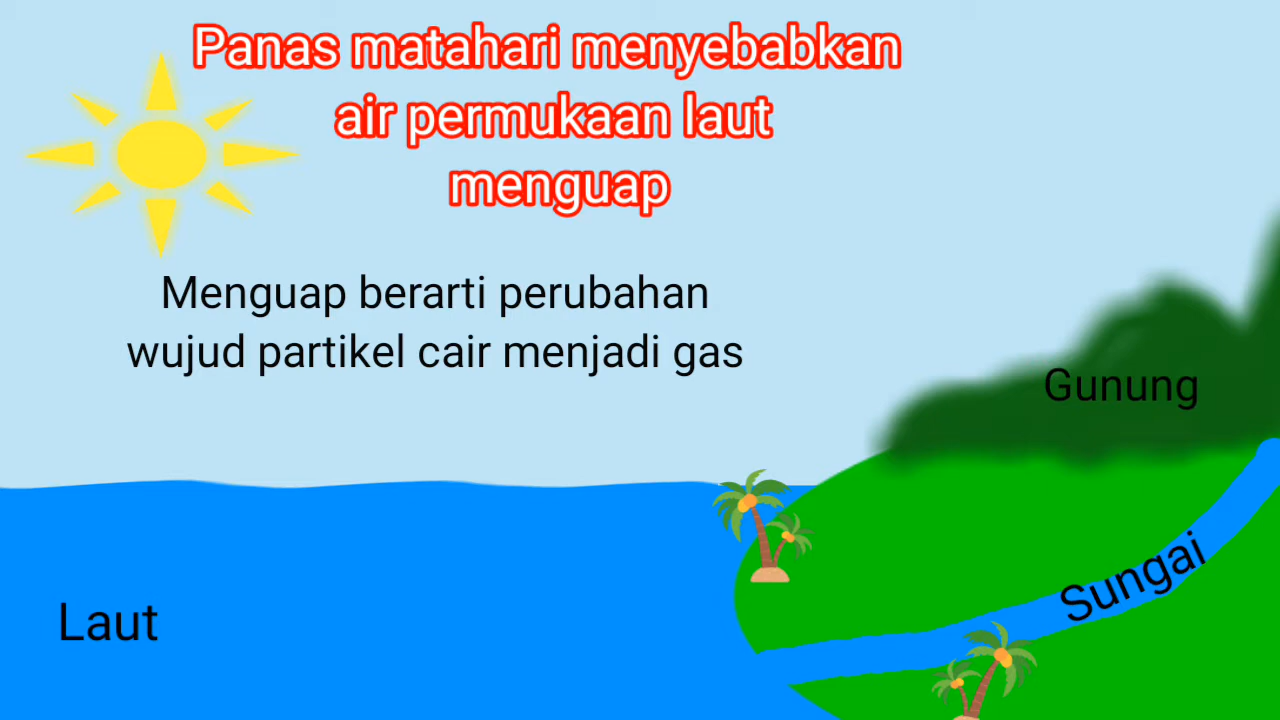 Panas matahari menyebabkan
air permukaan laut
menguap
Menguap berarti perubahan
wujud partikel cair menjadi gas
Gunung
Sungai
Laut